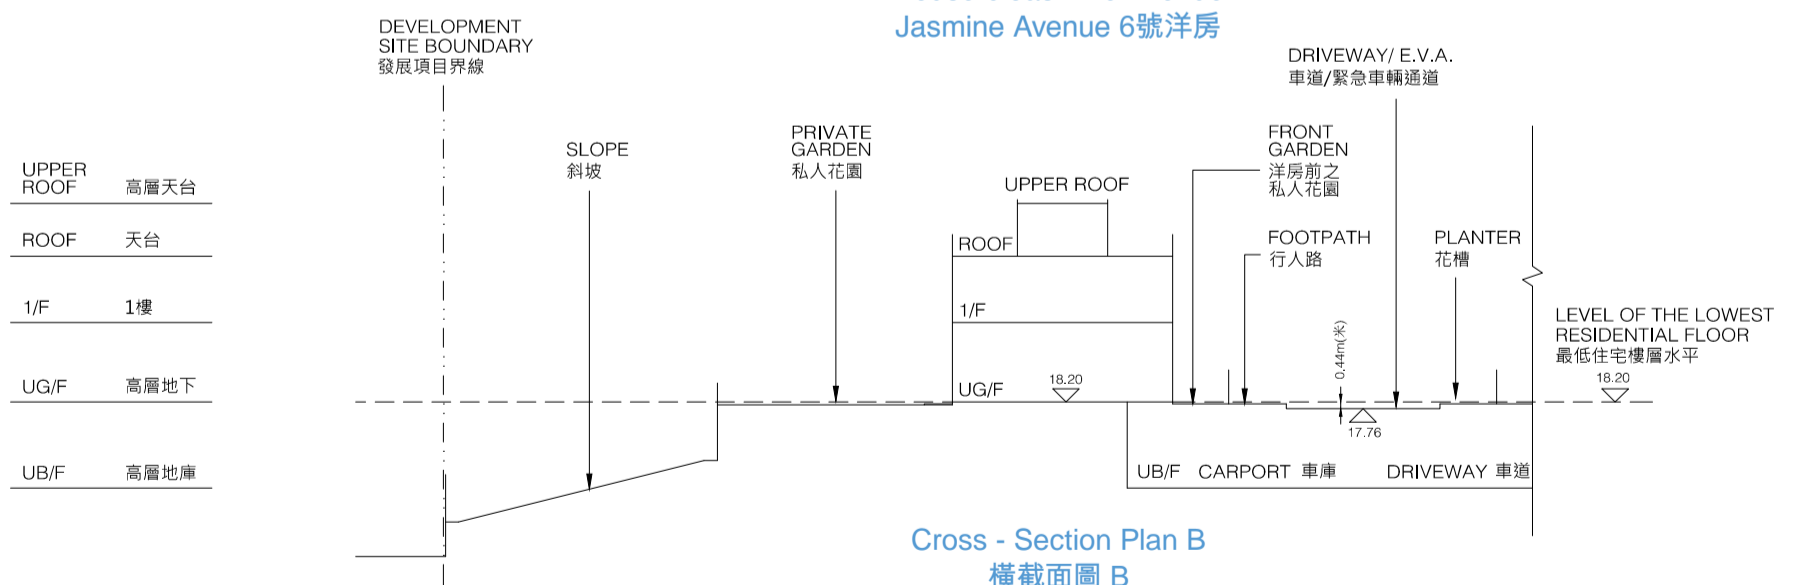 Jasmine Avenue 6號洋房
DEVELOPMENT
SITE BOUNDARY
發展項目界線
DRIVEWAY/ E.V.A.
車道/緊急車輛通道
SLOPE
斜坡
PRIVATE
GARDEN
私人花園
FRONT
GARDEN
洋房前之
私人花園
UPPER
ROOF 高層天台
UPPER ROOF
ROOF 天台
ROOF
FOOTPATH
行人路
PLANTER
花槽
1/F 1樓
1/F
0.44m(米)
LEVEL OF THE LOWEST
RESIDENTIAL FLOOR
最低住宅樓層水平
UG/F 高層地下
UG/F
18.20
18.20
17.76
UB/F 高層地庫
UB/F CARPORT 車庫 DRIVEWAY 車道
Cross - Section Plan B
橫截面圖 B